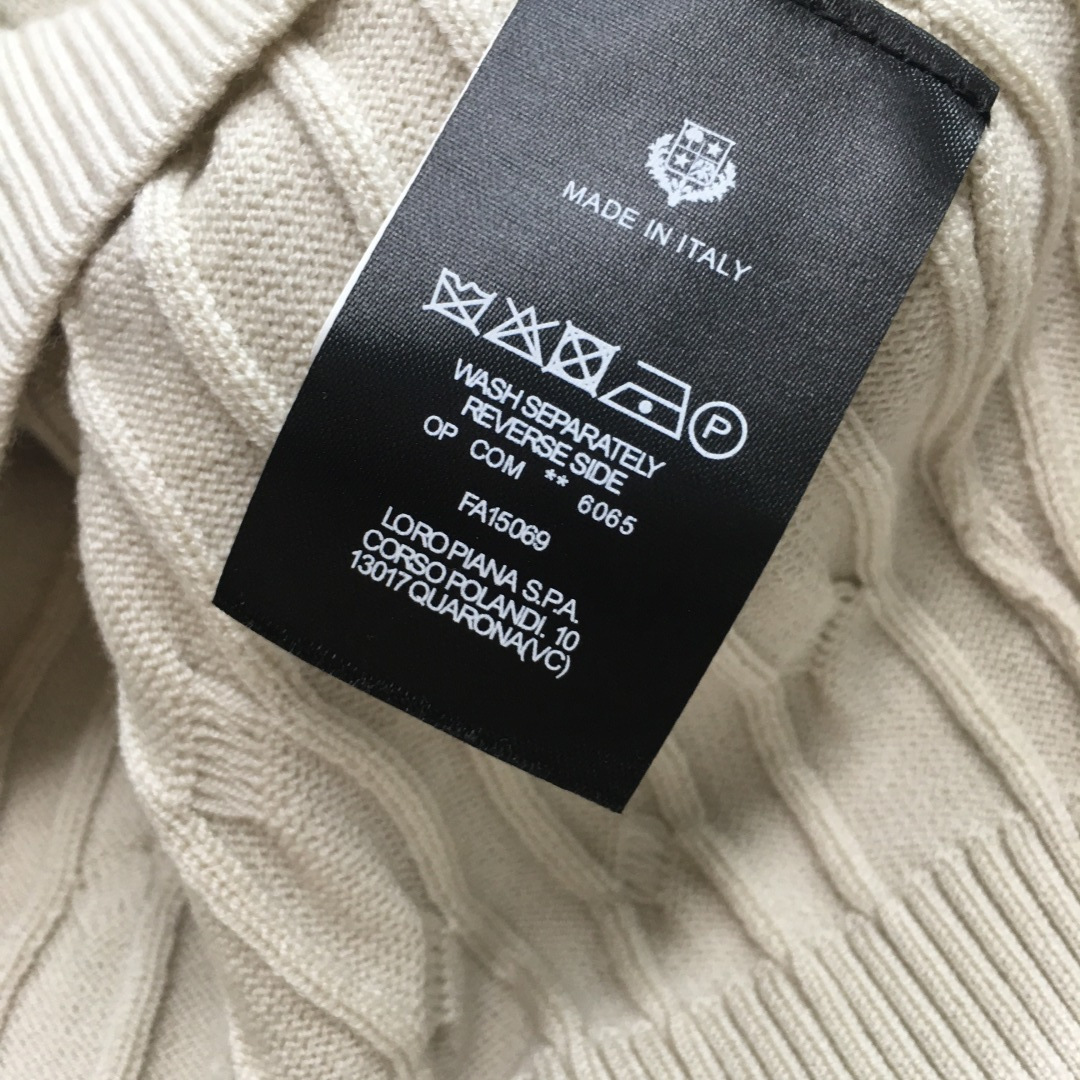 MADE IN ITALY
P
WASH SEPARATELY
REVERSE SIDE
OP COM ** 6065
FA15069
LORO PIANA S.P.A.
CORSO POLANDI. 10
13017 QUARONA(VC)